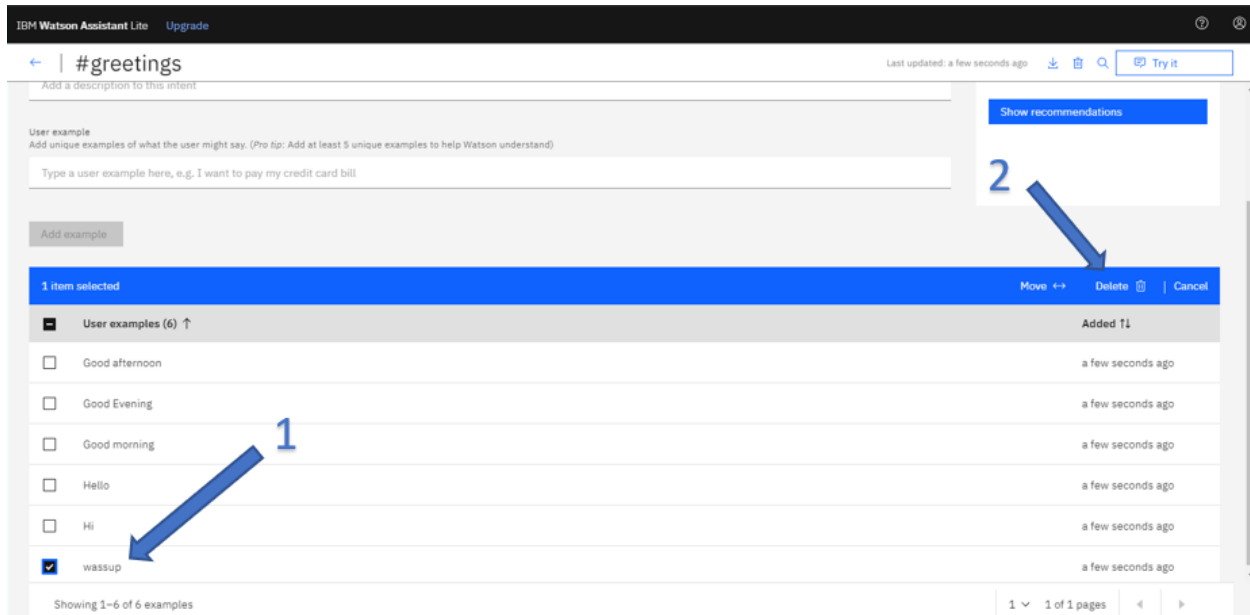 IBM Watson Assistant Lite Upgrade
#greetings
Last updated: a few seconds ago
Try it
Add a description to this intent
Show recommendations
User example
Add unique examples of what the user might say. (Pro tip: Add at least 5 unique examples to help Watson understand)
Type a user example here, e.g. I want to pay my credit card bill
2
Add example
1 item selected Move Delete | Cancel
User examples (6) ↑ Added ↑↓
Good afternoon a few seconds ago
Good Evening a few seconds ago
Good morning a few seconds ago
1
Hello a few seconds ago
Hi a few seconds ago
wassup a few seconds ago
Showing 1–6 of 6 examples 1 1 of 1 pages